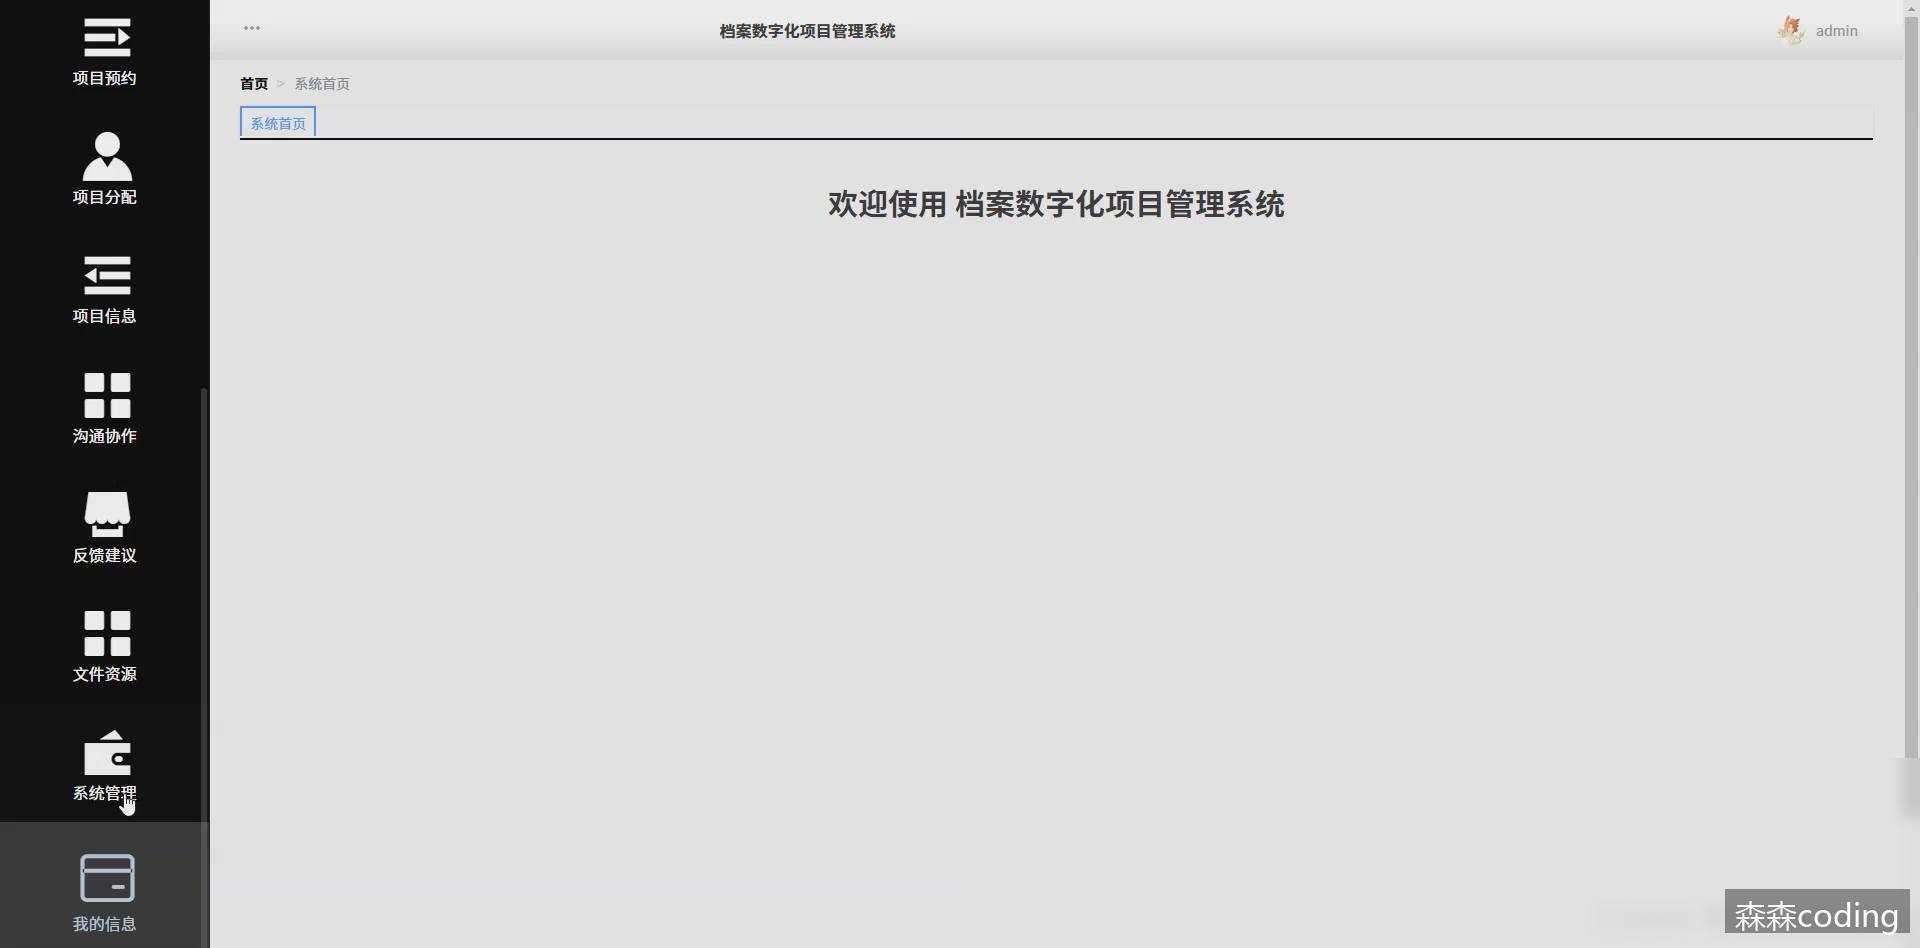 项目预约
项目分配
项目信息
沟通协作
反馈建议
文件资源
系统管理
我的信息
档案数字化项目管理系统
admin
首页 > 系统首页
系统首页
欢迎使用 档案数字化项目管理系统
森森coding